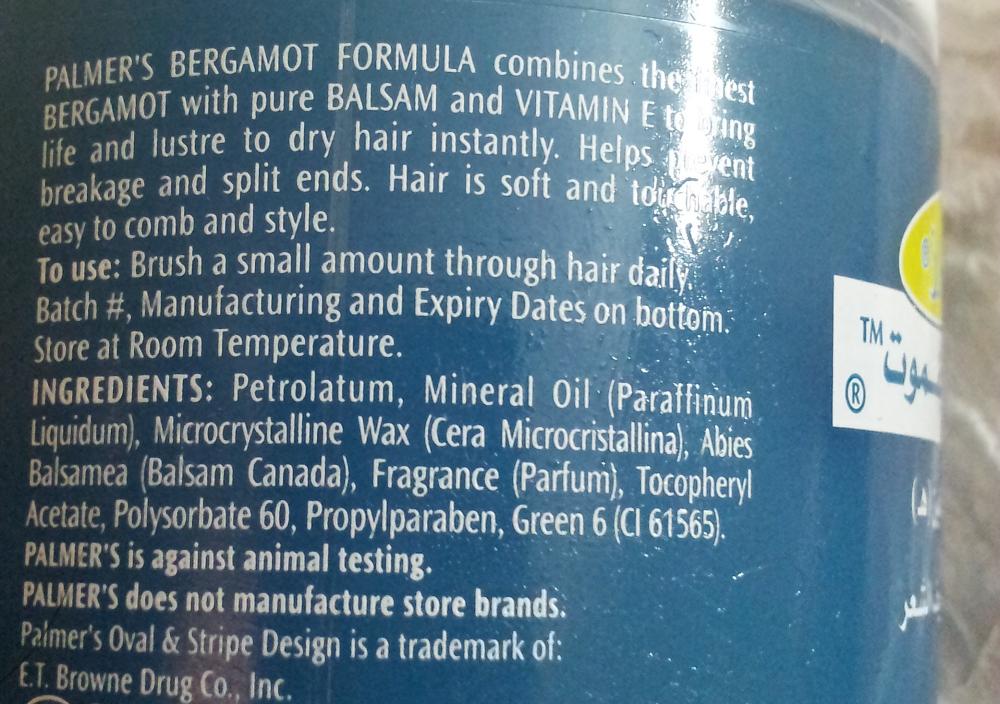 PALMER'S BERGAMOT FORMULA combines the finest
BERGAMOT with pure BALSAM and VITAMIN E to bring
life and lustre to dry hair instantly. Helps prevent
breakage and split ends. Hair is soft and touchable,
easy to comb and style.
To use: Brush a small amount through hair daily.
Batch #, Manufacturing and Expiry Dates on bottom.
Store at Room Temperature.
INGREDIENTS: Petrolatum, Mineral Oil (Paraffinum
Liquidum), Microcrystalline Wax (Cera Microcristallina), Abies
Balsamea (Balsam Canada), Fragrance (Parfum), Tocopheryl
Acetate, Polysorbate 60, Propylparaben, Green 6 (CI 61565).
PALMER'S is against animal testing.
PALMER'S does not manufacture store brands.
Palmer's Oval & Stripe Design is a trademark of:
E.T. Browne Drug Co., Inc.
TM
®